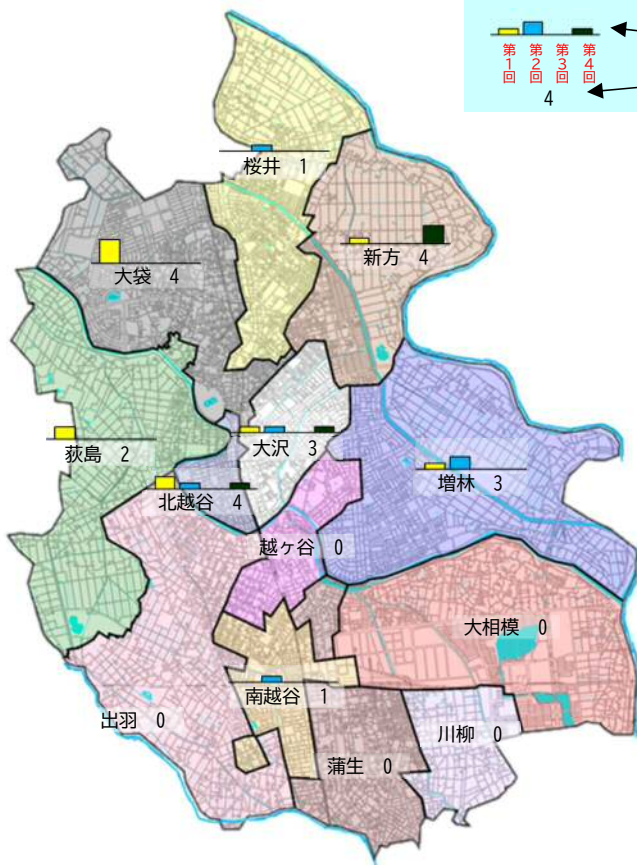 第1回 第2回 第3回 第4回
4
桜井 1
新方 4
大袋 4
荻島 2
大沢 3
北越谷 4
増林 3
越ヶ谷 0
大相模 0
南越谷 1
出羽 0
川柳 0
蒲生 0